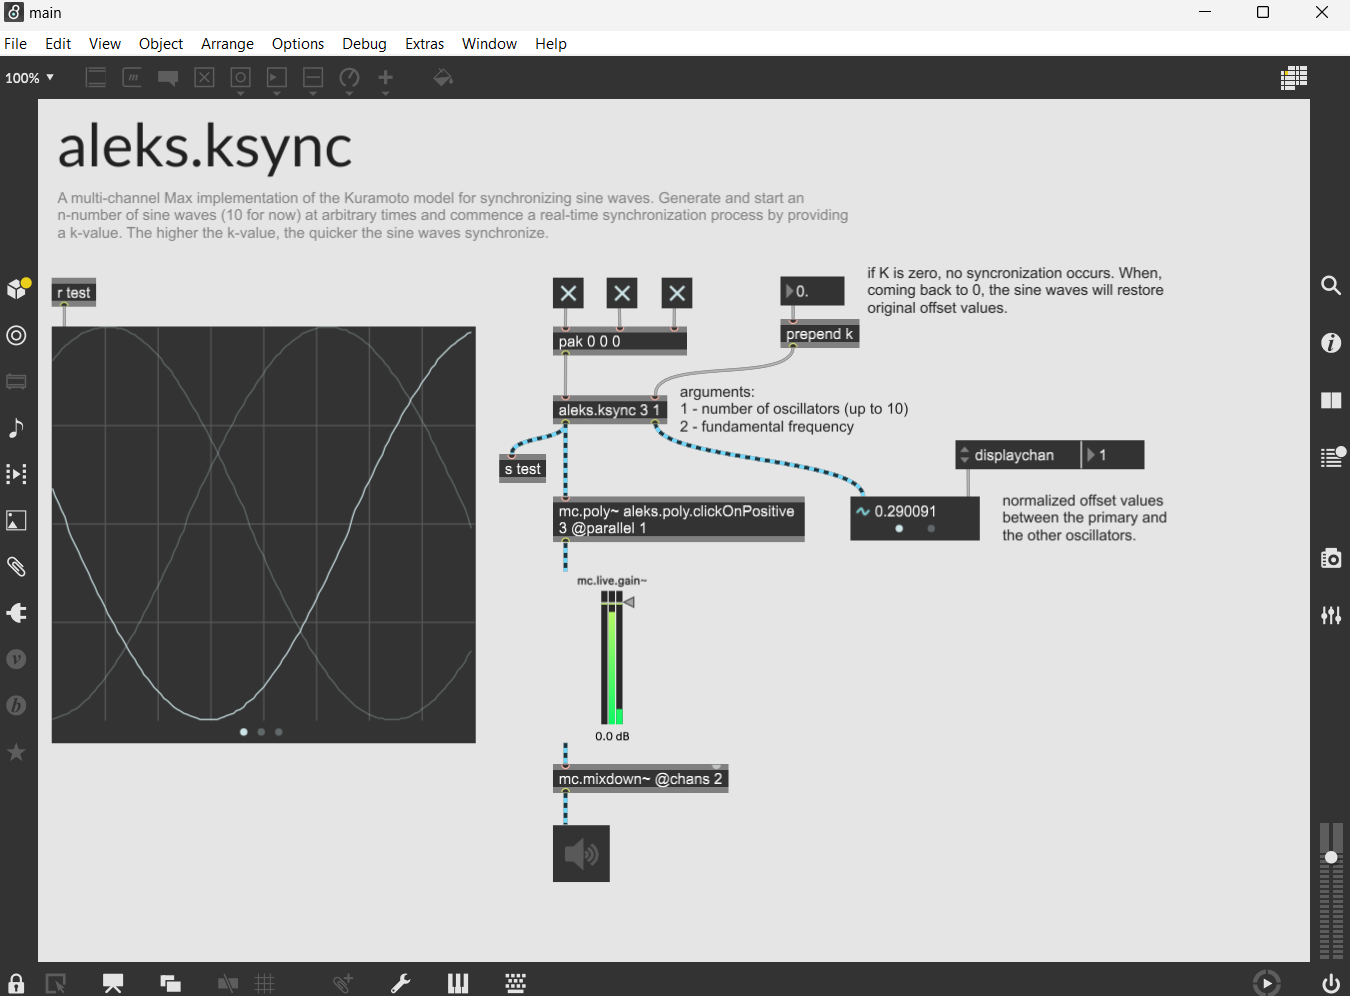 main
File Edit View Object Arrange Options Debug Extras Window Help
100%
aleks.ksync
A multi-channel Max implementation of the Kuramoto model for synchronizing sine waves. Generate and start an
n-number of sine waves (10 for now) at arbitrary times and commence a real-time synchronization process by providing
a k-value. The higher the k-value, the quicker the sine waves synchronize.
r test
0.
if K is zero, no syncronization occurs. When,
coming back to 0, the sine waves will restore
original offset values.
pak 0 0 0
prepend k
aleks.ksync 3 1
arguments:
1 - number of oscillators (up to 10)
2 - fundamental frequency
s test
displaychan
1
mc.poly~ aleks.poly.clickOnPositive
3 @parallel 1
0.290091
normalized offset values
between the primary and
the other oscillators.
mc.live.gain~
0.0 dB
mc.mixdown~ @chans 2